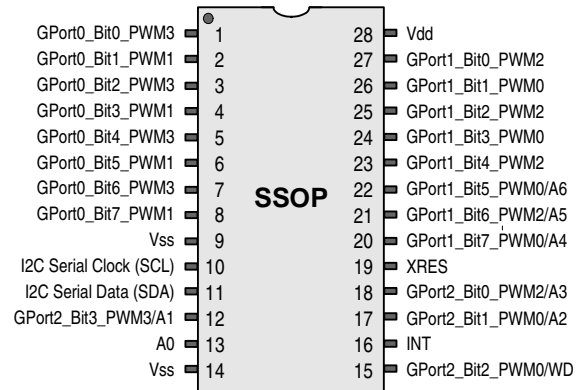 GPort0_Bit0_PWM3 1 28 Vdd
GPort0_Bit1_PWM1 2 27 GPort1_Bit0_PWM2
GPort0_Bit2_PWM3 3 26 GPort1_Bit1_PWM0
GPort0_Bit3_PWM1 4 25 GPort1_Bit2_PWM2
GPort0_Bit4_PWM3 5 24 GPort1_Bit3_PWM0
GPort0_Bit5_PWM1 6 23 GPort1_Bit4_PWM2
GPort0_Bit6_PWM3 7 SSOP 22 GPort1_Bit5_PWM0/A6
GPort0_Bit7_PWM1 8 21 GPort1_Bit6_PWM2/A5
Vss 9 20 GPort1_Bit7_PWM0/A4
I2C Serial Clock (SCL) 10 19 XRES
I2C Serial Data (SDA) 11 18 GPort2_Bit0_PWM2/A3
GPort2_Bit3_PWM3/A1 12 17 GPort2_Bit1_PWM0/A2
A0 13 16 INT
Vss 14 15 GPort2_Bit2_PWM0/WD